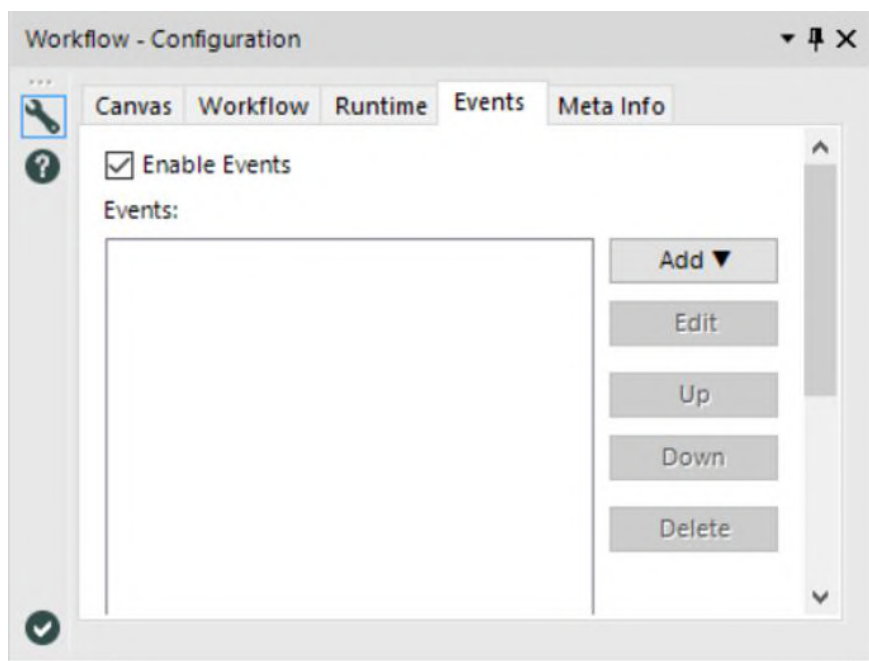 Workflow - Configuration
Canvas Workflow Runtime Events Meta Info
Enable Events
Events:
Add ▼
Edit
Up
Down
Delete